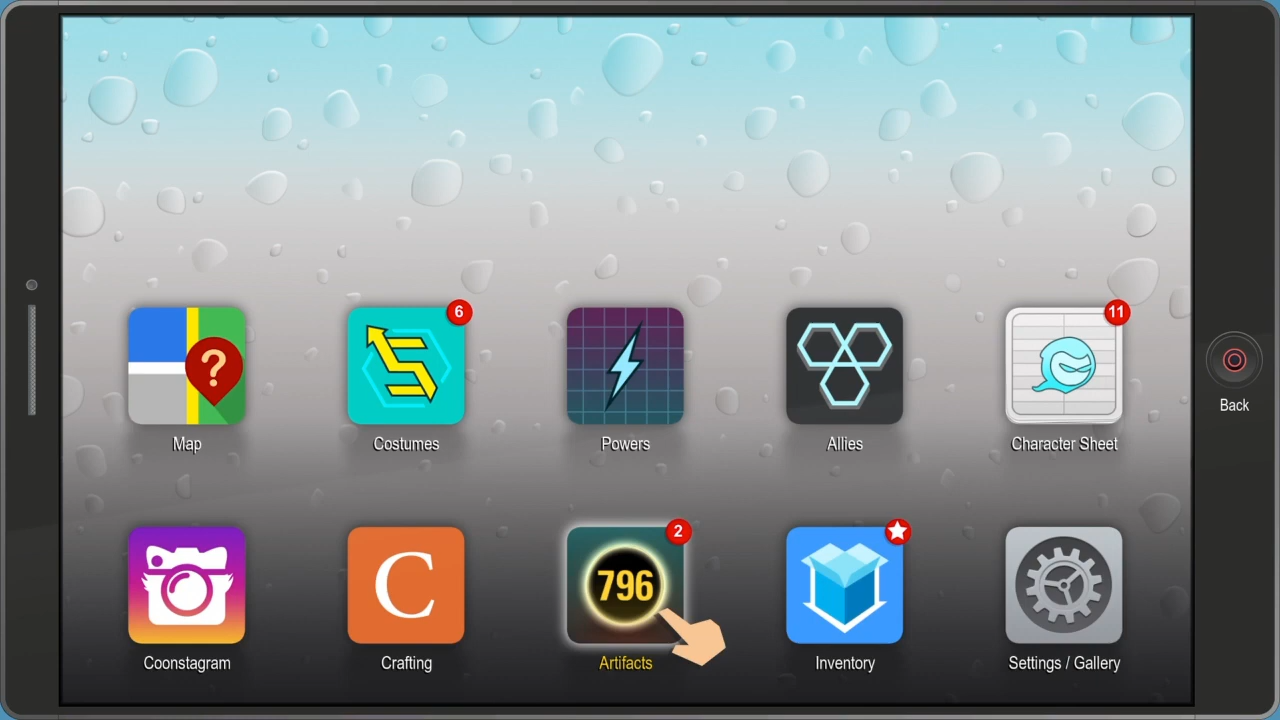 6
11
?
Map
Costumes
Powers
Allies
Character Sheet
Back
2
C
796
Coonstagram
Crafting
Artifacts
Inventory
Settings / Gallery